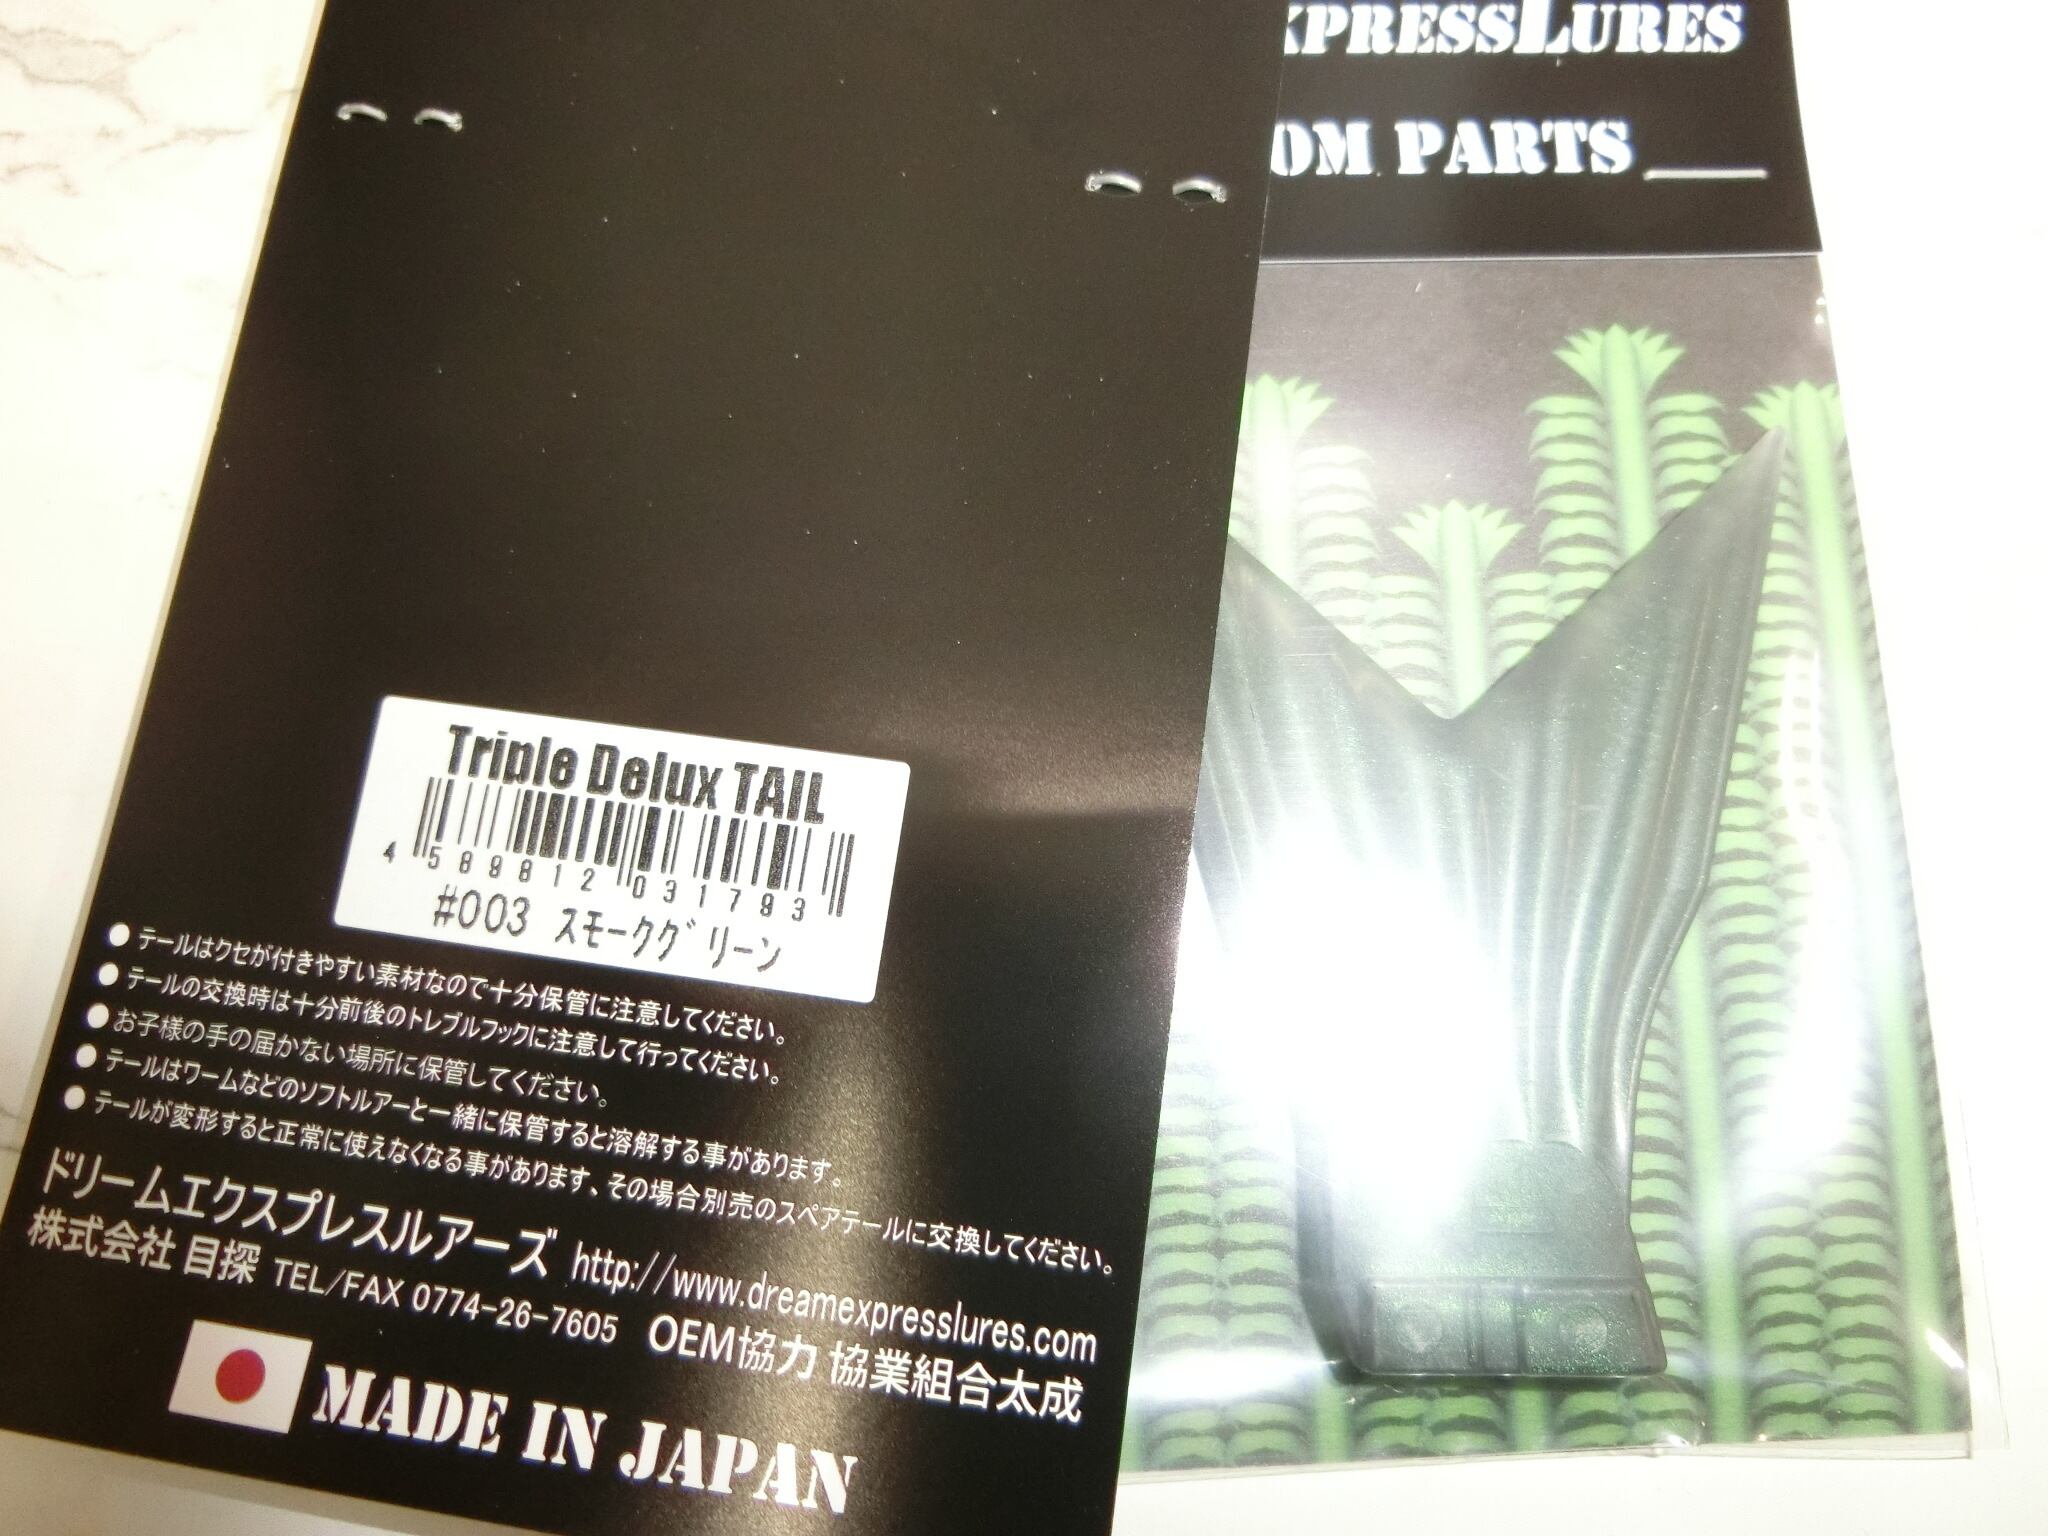 XPRESSLURES
OM PARTS
Triple Delux TAIL
4 589812 031793
#003 スモークグリーン
●テールはクセが付きやすい素材なので十分保管に注意してください。
●テールの交換時は十分前後のトレブルフックに注意して行ってください。
●お子様の手の届かない場所に保管してください。
●テールはワームなどのソフトルアーと一緒に保管すると溶解する事があります。
●テールが変形すると正常に使えなくなる事があります、その場合別売のスペアテールに交換してください。
ドリームエクスプレスルアーズ http://www.dreamexpresslures.com
株式会社 目探 TEL/FAX 0774-26-7605 OEM協力 協業組合太成
MADE IN JAPAN